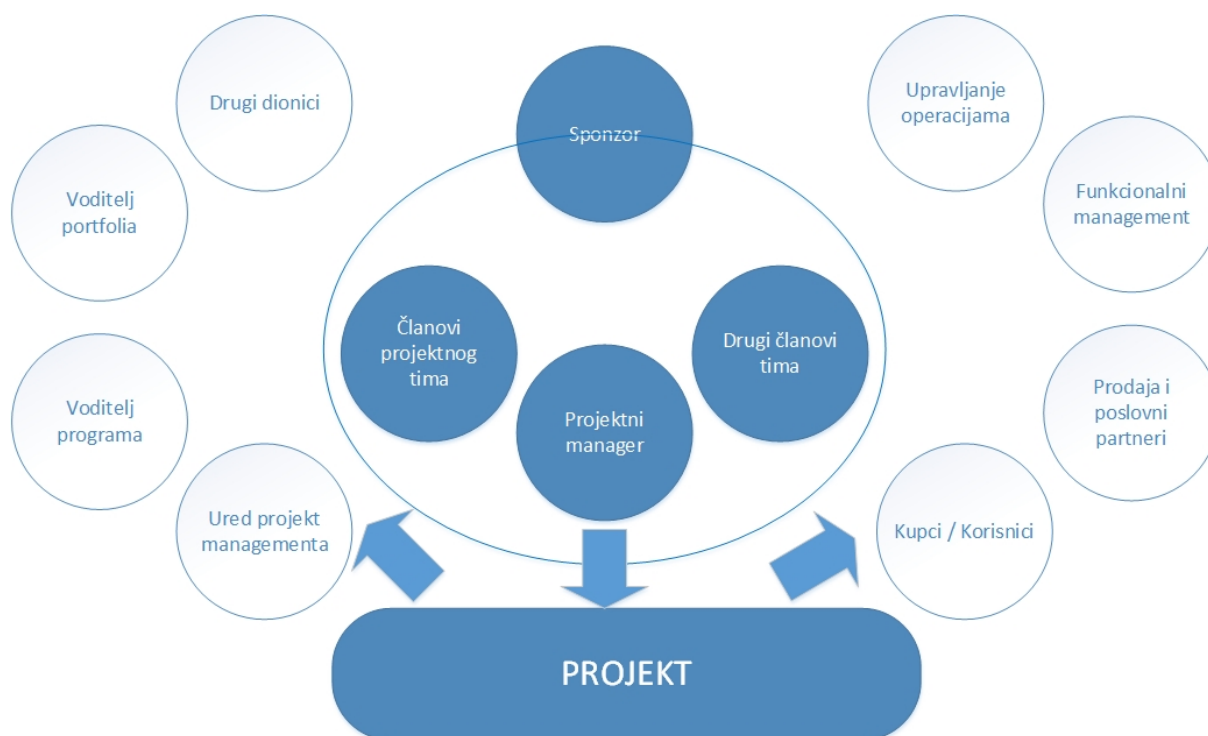 Drugi dionici
Voditelj
portfolia
Voditelj
programa
Ured projekt
managementa
Sponzor
Članovi
projektnog
tima
Projektni
manager
Drugi članovi
tima
Upravljanje
operacijama
Funkcionalni
management
Prodaja i
poslovni
partneri
Kupci / Korisnici
PROJEKT